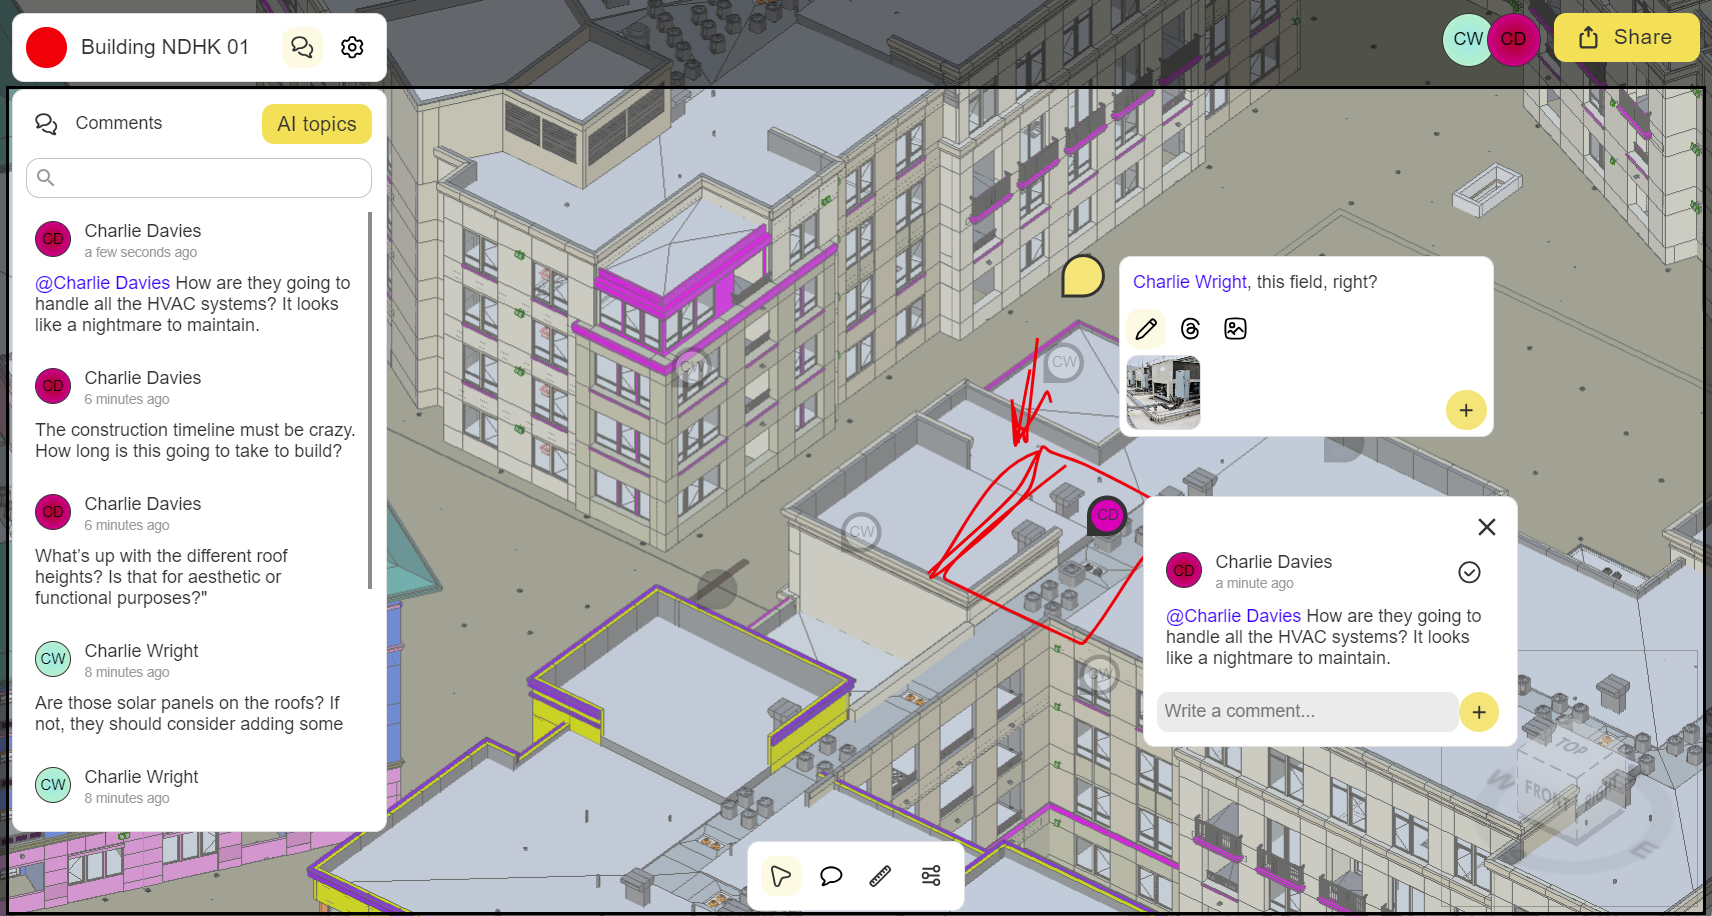 Building NDHK 01
CW
CD
Share
Comments
AI topics
CD
Charlie Davies
a few seconds ago
@Charlie Davies How are they going to
handle all the HVAC systems? It looks
like a nightmare to maintain.
CD
Charlie Davies
6 minutes ago
The construction timeline must be crazy.
How long is this going to take to build?
CD
Charlie Davies
6 minutes ago
What’s up with the different roof
heights? Is that for aesthetic or
functional purposes?"
CW
Charlie Wright
8 minutes ago
Are those solar panels on the roofs? If
not, they should consider adding some
CW
Charlie Wright
8 minutes ago
Charlie Wright, this field, right?
CW
CW
CW
CD
CW
CD
Charlie Davies
a minute ago
@Charlie Davies How are they going to
handle all the HVAC systems? It looks
like a nightmare to maintain.
Write a comment...
TOP
W
FRONT
RIGHT
E